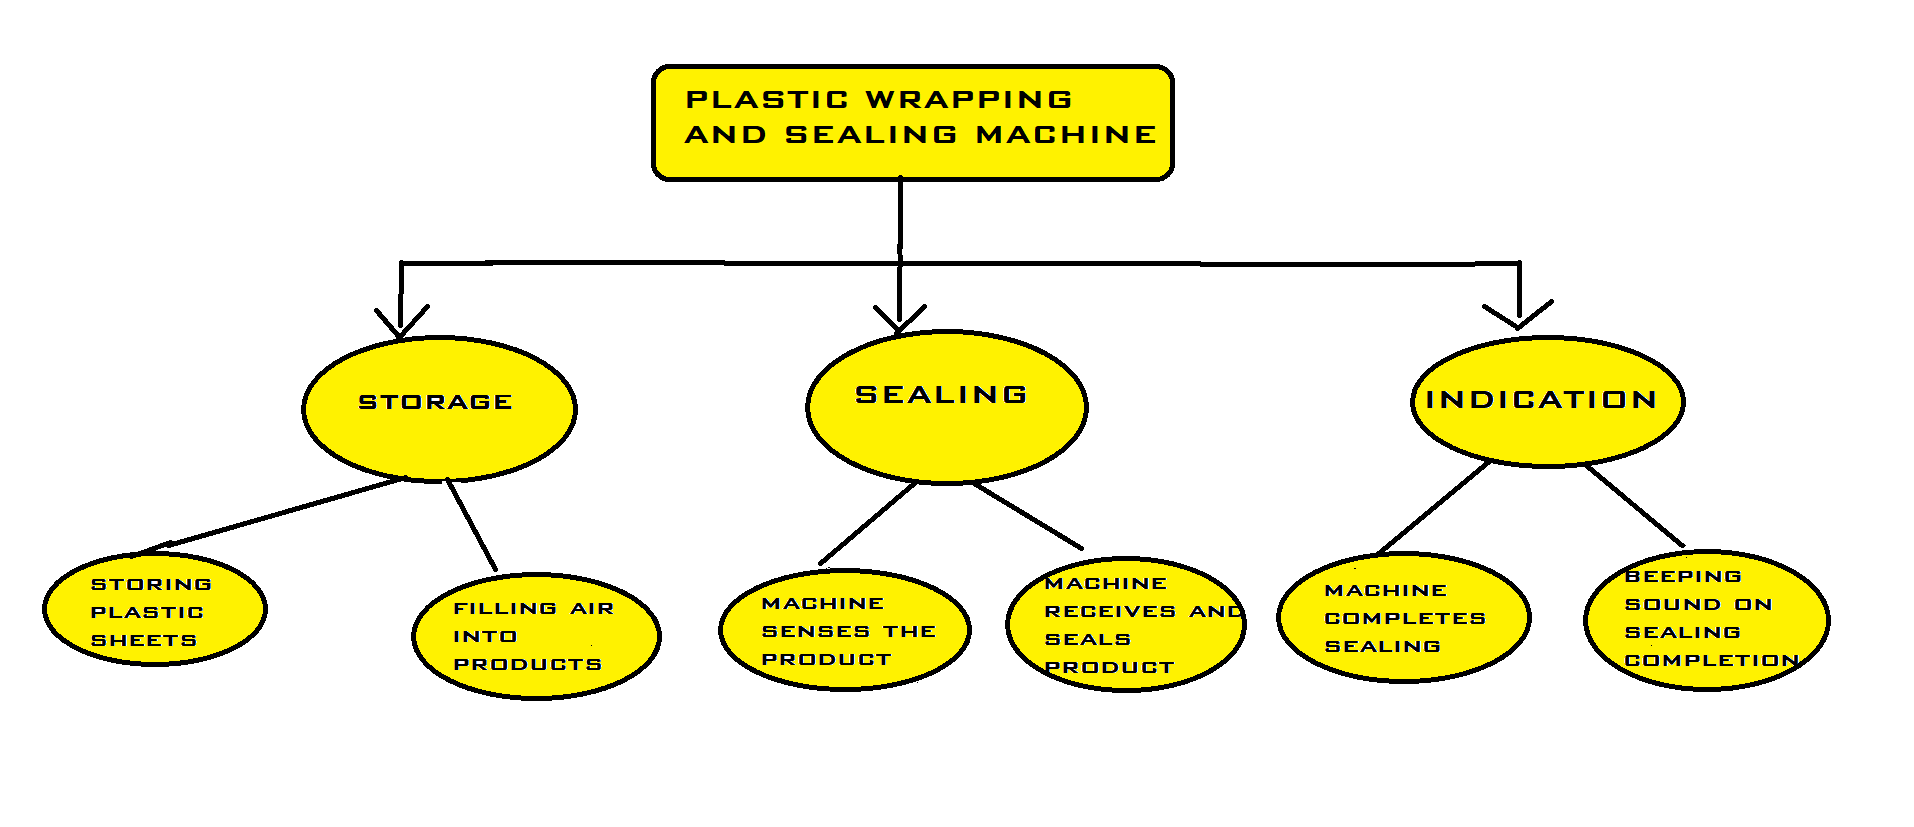 PLASTIC WRAPPING
AND SEALING MACHINE
STORAGE
SEALING
INDICATION
STORING
PLASTIC
SHEETS
FILLING AIR
INTO
PRODUCTS
MACHINE
SENSES THE
PRODUCT
MACHINE
RECEIVES AND
SEALS
PRODUCT
MACHINE
COMPLETES
SEALING
BEEPING
SOUND ON
SEALING
COMPLETION